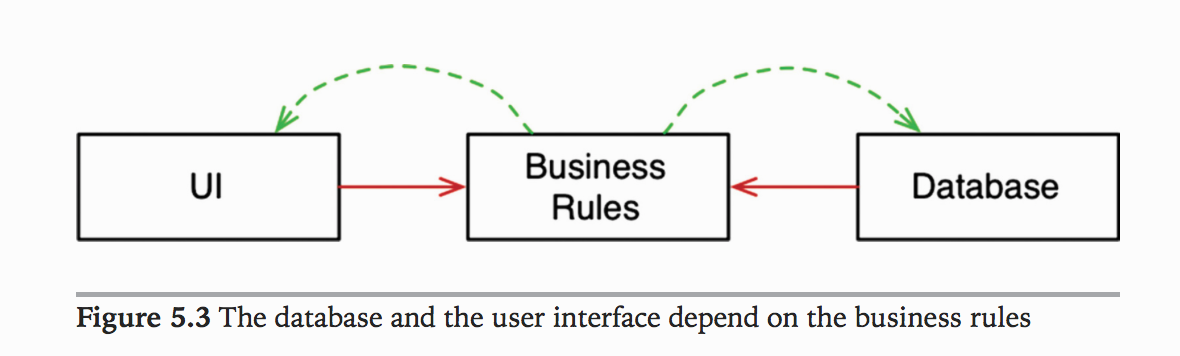 UI
Business
Rules
Database
Figure 5.3 The database and the user interface depend on the business rules